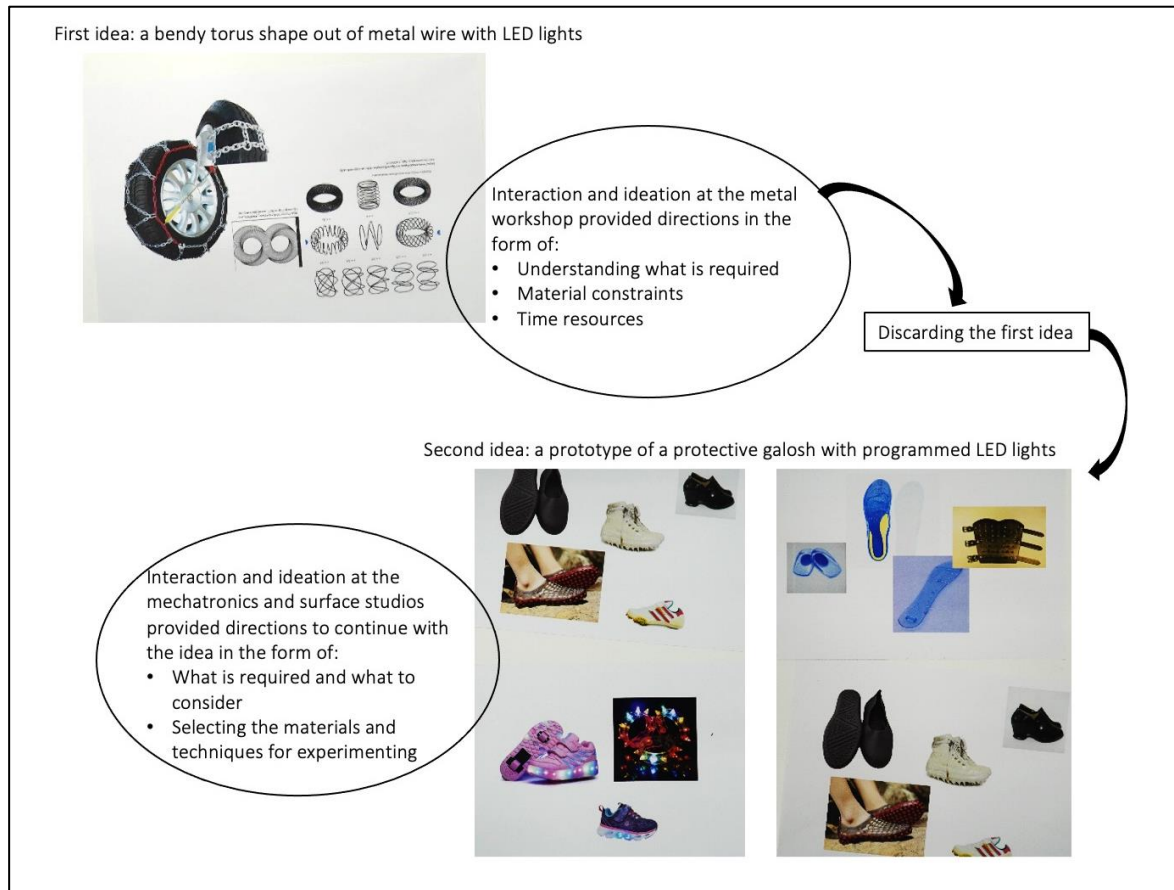 First idea: a bendy torus shape out of metal wire with LED lights
Interaction and ideation at the metal
workshop provided directions in the
form of:
• Understanding what is required
• Material constraints
• Time resources
Discarding the first idea
Second idea: a prototype of a protective galosh with programmed LED lights
Interaction and ideation at the
mechatronics and surface studios
provided directions to continue with
the idea in the form of:
• What is required and what to
consider
• Selecting the materials and
techniques for experimenting